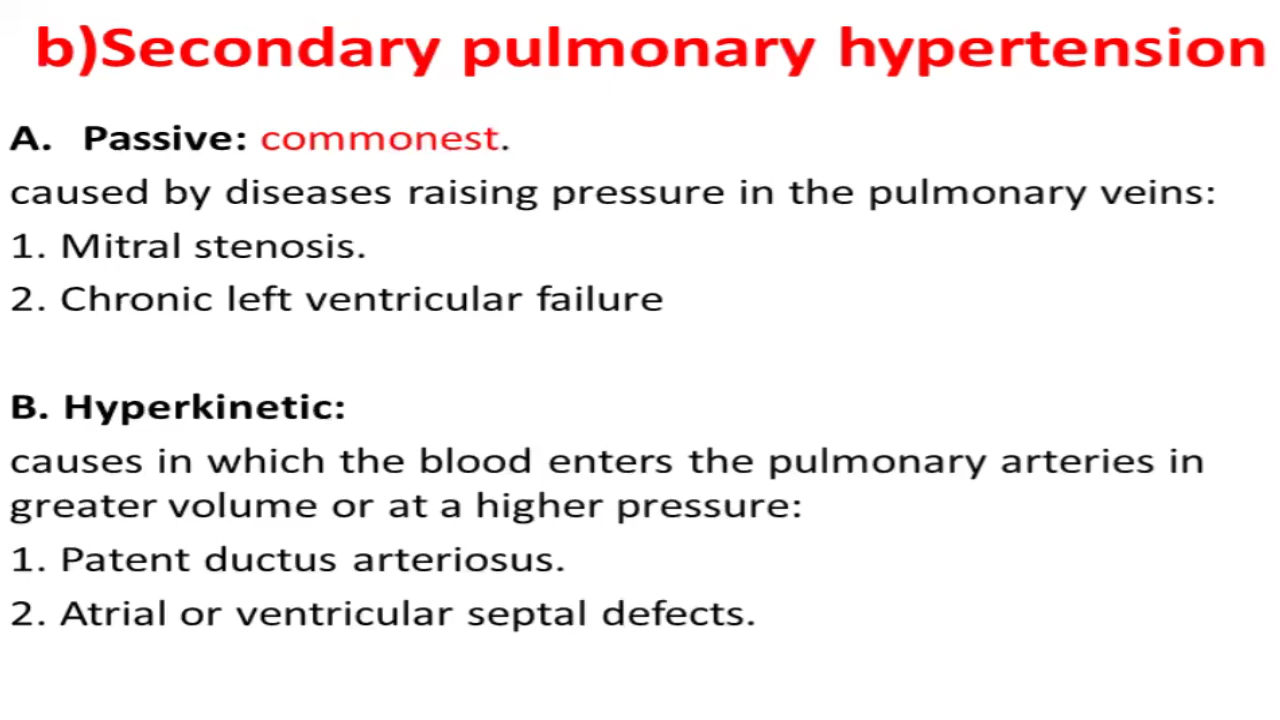 b)Secondary pulmonary hypertension
A. Passive: commonest.
caused by diseases raising pressure in the pulmonary veins:
1. Mitral stenosis.
2. Chronic left ventricular failure
B. Hyperkinetic:
causes in which the blood enters the pulmonary arteries in
greater volume or at a higher pressure:
1. Patent ductus arteriosus.
2. Atrial or ventricular septal defects.